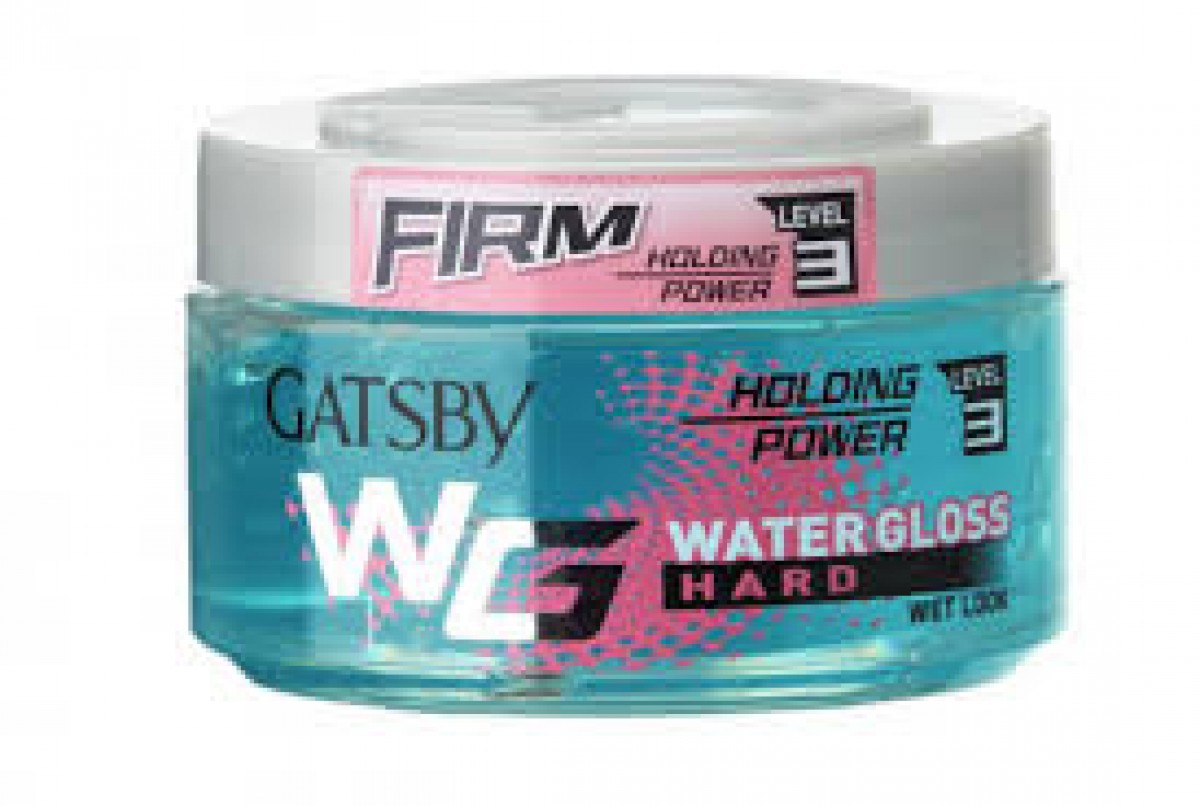 FIRM
HOLDING
POWER
LEVEL
3
GATSBY
WG
HOLDING
POWER
LEVEL
3
WATER GLOSS
HARD
WET LOOK